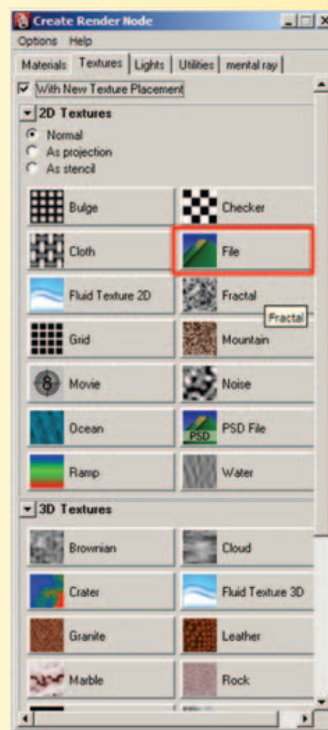 Create Render Node
Options Help
Materials Textures Lights Utilities mental ray
With New Texture Placement
2D Textures
Normal
As projection
As stencil
Bulge Checker
Cloth File
Fluid Texture 2D Fractal
Fractal
Grid Mountain
8
Movie Noise
Ocean PSD File
PSD
Ramp Water
3D Textures
Brownian Cloud
Crater Fluid Texture 3D
Granite Leather
Marble Rock